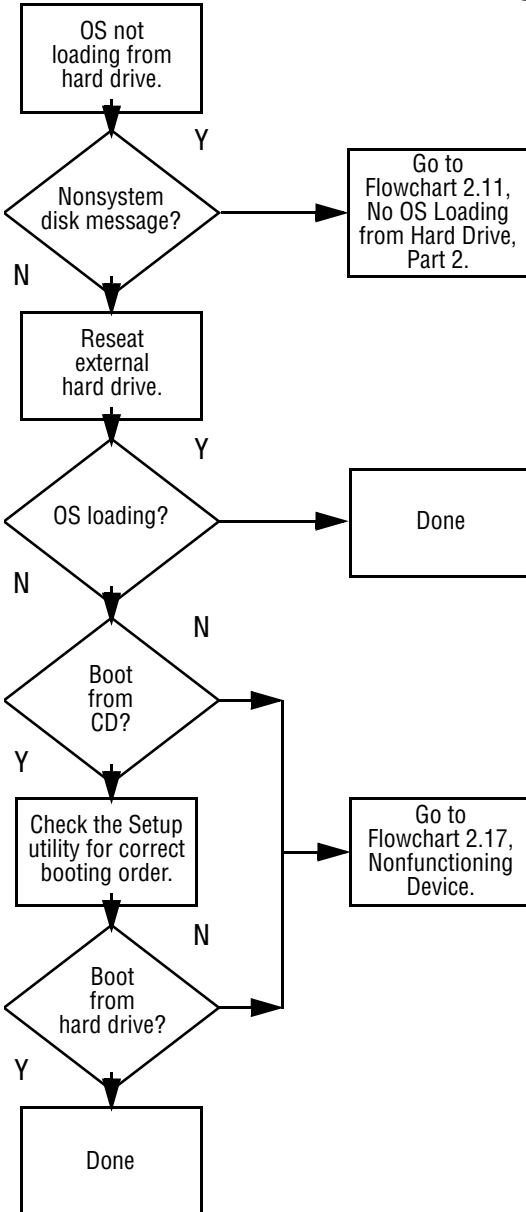 OS not
loading from
hard drive.
Y
Nonsystem
disk message?
Go to
Flowchart 2.11,
No OS Loading
from Hard Drive,
Part 2.
N
Reseat
external
hard drive.
Y
OS loading?
Done
N
N
Boot
from
CD?
Y
Check the Setup
utility for correct
booting order.
Go to
Flowchart 2.17,
Nonfunctioning
Device.
N
Boot
from
hard drive?
Y
Done